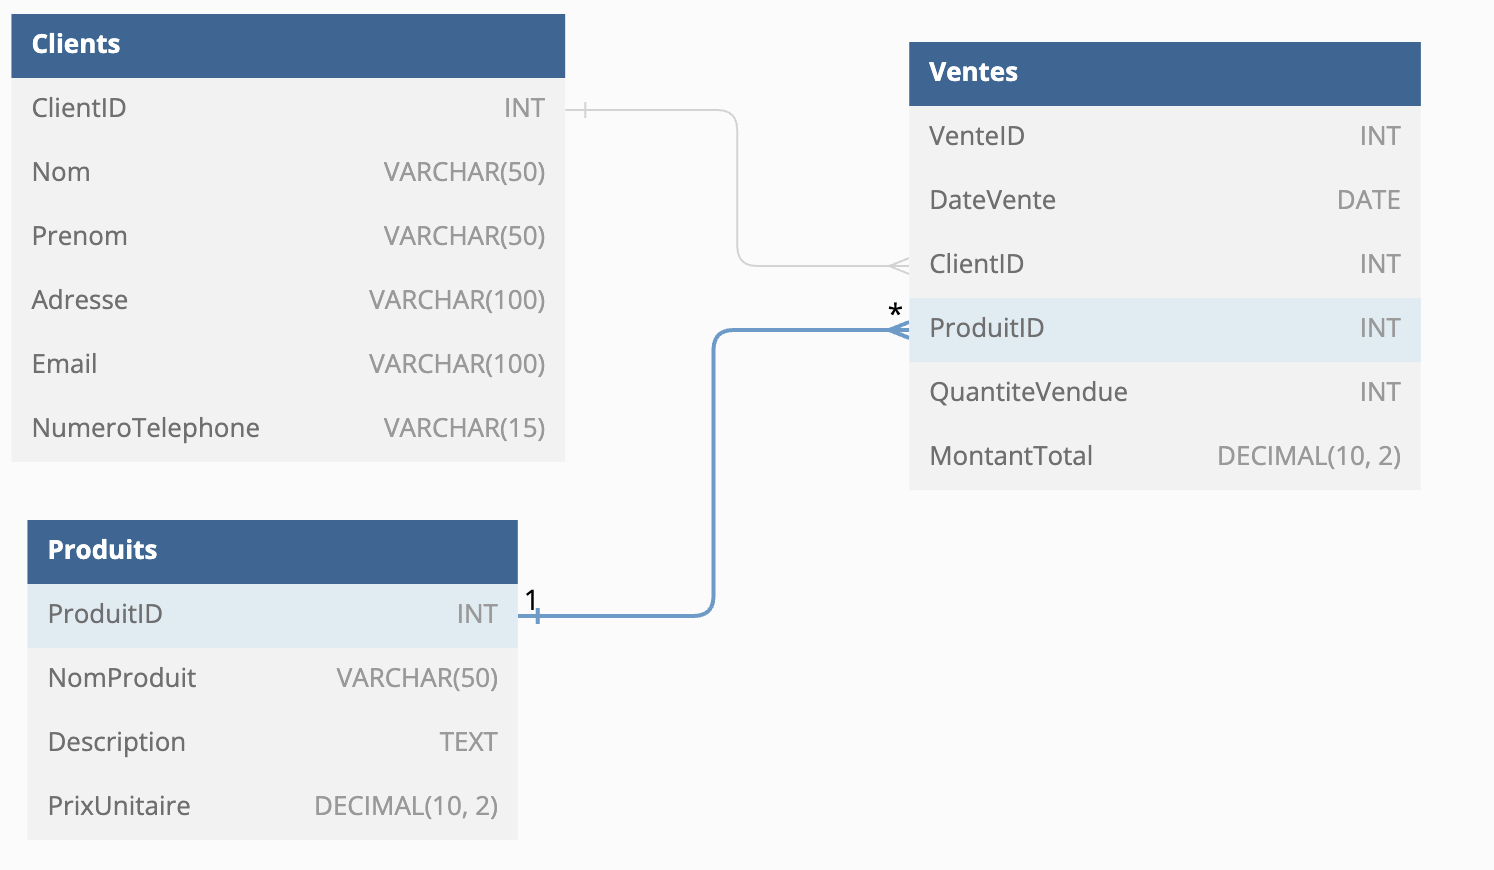 Clients
ClientID INT
Nom VARCHAR(50)
Prenom VARCHAR(50)
Adresse VARCHAR(100)
Email VARCHAR(100)
NumeroTelephone VARCHAR(15)
Ventes
VenteID INT
DateVente DATE
ClientID INT
* ProduitID INT
QuantiteVendue INT
MontantTotal DECIMAL(10, 2)
Produits
ProduitID INT 1
NomProduit VARCHAR(50)
Description TEXT
PrixUnitaire DECIMAL(10, 2)